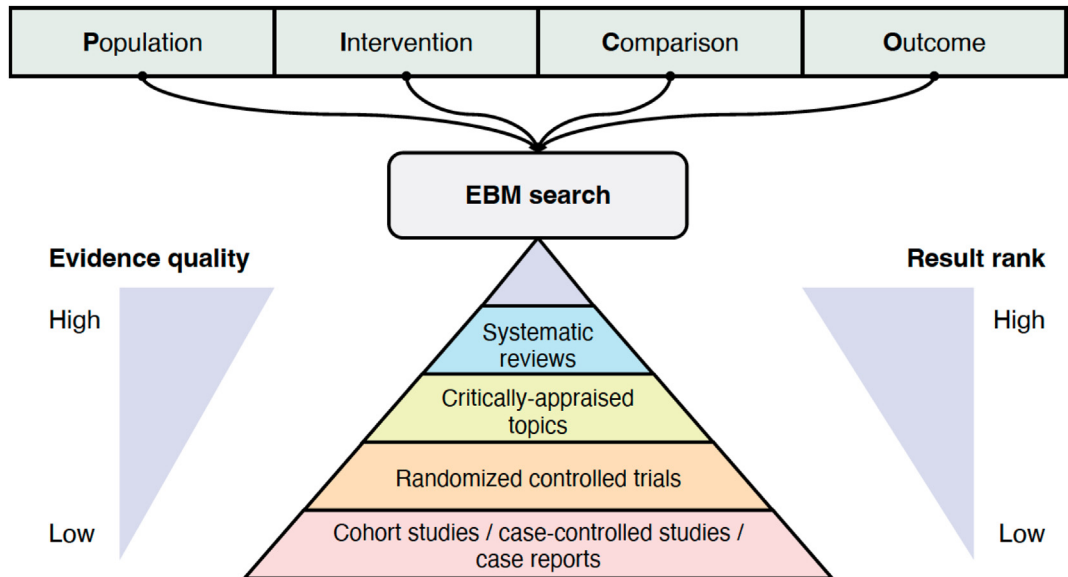 Population
Intervention
Comparison
Outcome
EBM search
Evidence quality
Result rank
High
High
Systematic
reviews
Critically-appraised
topics
Randomized controlled trials
Low
Low
Cohort studies / case-controlled studies /
case reports